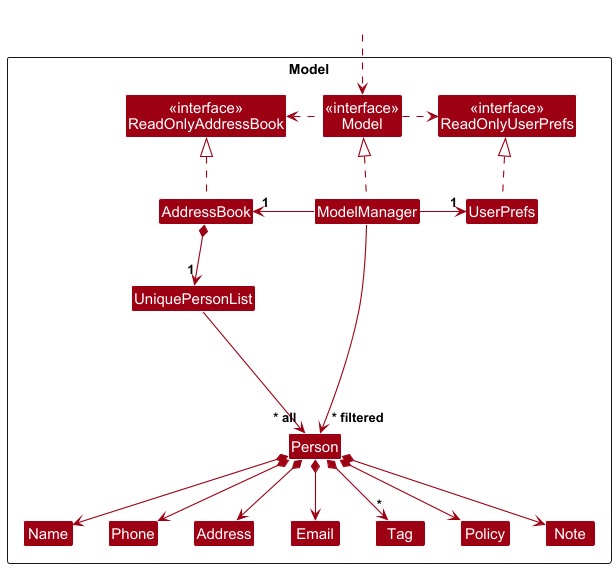 Model
«interface»
ReadOnlyAddressBook
«interface»
Model
«interface»
ReadOnlyUserPrefs
AddressBook
1
ModelManager
1
UserPrefs
1
UniquePersonList
* all
* filtered
Person
*
Name
Phone
Address
Email
Tag
Policy
Note